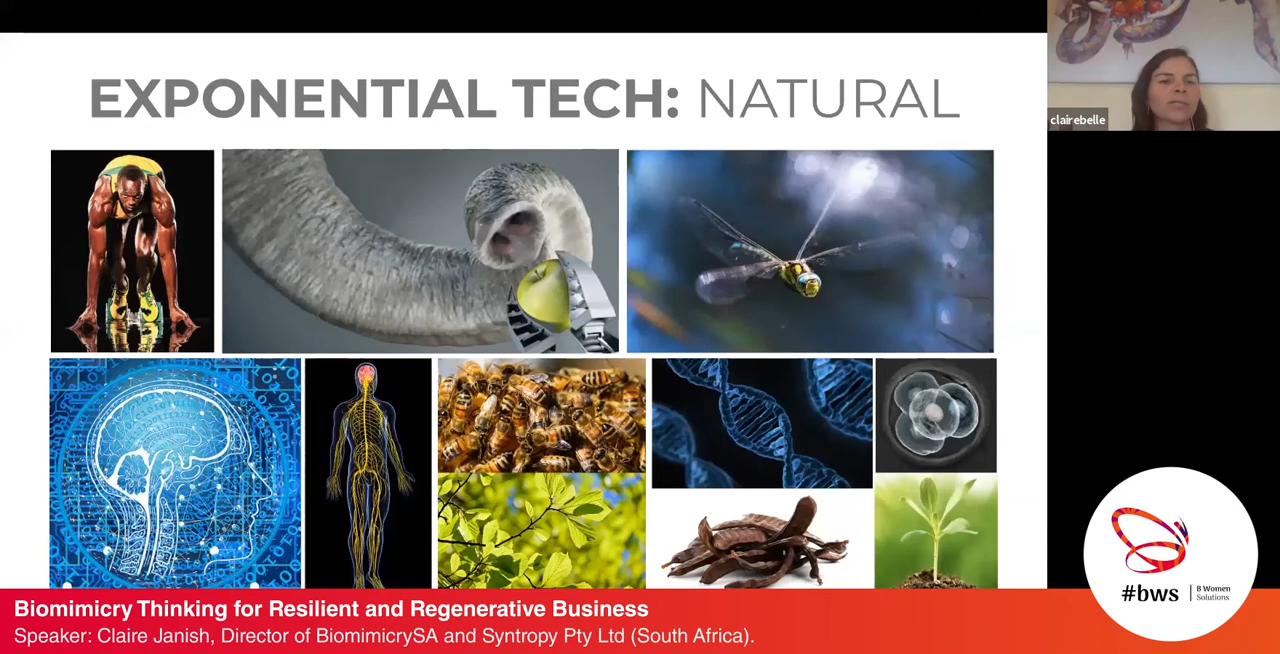 EXPONENTIAL TECH: NATURAL
clairebelle
#bws | B Women
Solutions
Biomimicry Thinking for Resilient and Regenerative Business
Speaker: Claire Janish, Director of BiomimicrySA and Syntropy Pty Ltd (South Africa).